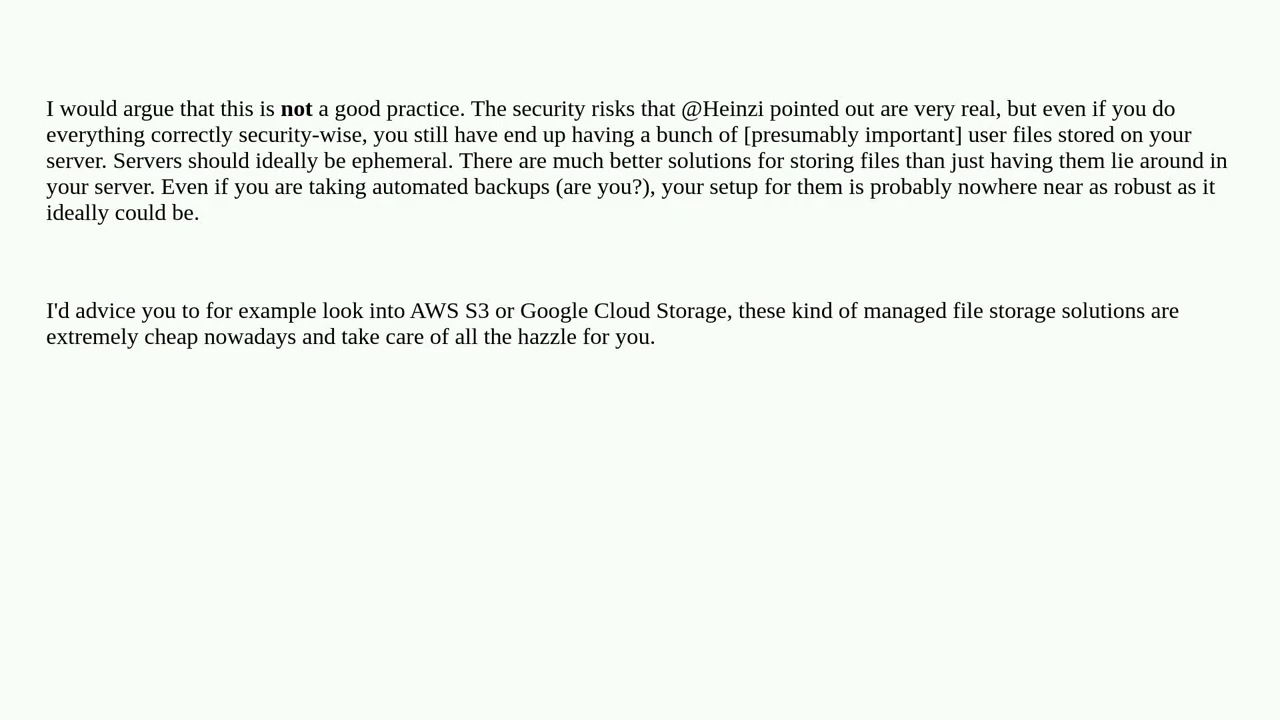 I would argue that this is not a good practice. The security risks that @Heinzi pointed out are very real, but even if you do
everything correctly security-wise, you still have end up having a bunch of [presumably important] user files stored on your
server. Servers should ideally be ephemeral. There are much better solutions for storing files than just having them lie around in
your server. Even if you are taking automated backups (are you?), your setup for them is probably nowhere near as robust as it
ideally could be.
I'd advice you to for example look into AWS S3 or Google Cloud Storage, these kind of managed file storage solutions are
extremely cheap nowadays and take care of all the hazzle for you.